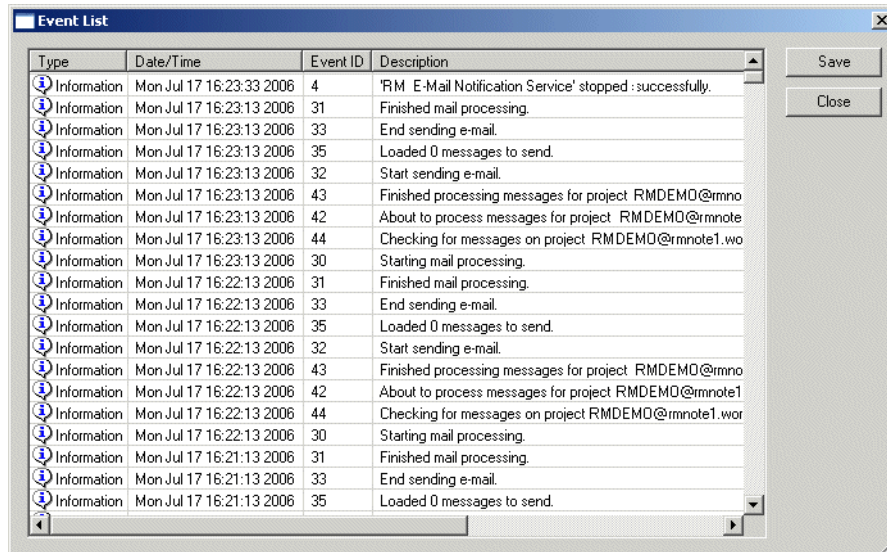 Event List
Type Date/Time Event ID Description
Save
Information Mon Jul 17 16:23:33 2006 4 'RM E-Mail Notification Service' stopped :successfully.
Information Mon Jul 17 16:23:13 2006 31 Finished mail processing.
Close
Information Mon Jul 17 16:23:13 2006 33 End sending e-mail.
Information Mon Jul 17 16:23:13 2006 35 Loaded 0 messages to send.
Information Mon Jul 17 16:23:13 2006 32 Start sending e-mail.
Information Mon Jul 17 16:23:13 2006 43 Finished processing messages for project RMDEMO@rmno
Information Mon Jul 17 16:23:13 2006 42 About to process messages for project RMDEMO@rmnote
Information Mon Jul 17 16:23:13 2006 44 Checking for messages on project RMDEMO@rmnote1.wo
Information Mon Jul 17 16:23:13 2006 30 Starting mail processing.
Information Mon Jul 17 16:22:13 2006 31 Finished mail processing.
Information Mon Jul 17 16:22:13 2006 33 End sending e-mail.
Information Mon Jul 17 16:22:13 2006 35 Loaded 0 messages to send.
Information Mon Jul 17 16:22:13 2006 32 Start sending e-mail.
Information Mon Jul 17 16:22:13 2006 43 Finished processing messages for project RMDEMO@rmno
Information Mon Jul 17 16:22:13 2006 42 About to process messages for project RMDEMO@rmnote1
Information Mon Jul 17 16:22:13 2006 44 Checking for messages on project RMDEMO@rmnote1.wor
Information Mon Jul 17 16:22:13 2006 30 Starting mail processing.
Information Mon Jul 17 16:21:13 2006 31 Finished mail processing.
Information Mon Jul 17 16:21:13 2006 33 End sending e-mail.
Information Mon Jul 17 16:21:13 2006 35 Loaded 0 messages to send.